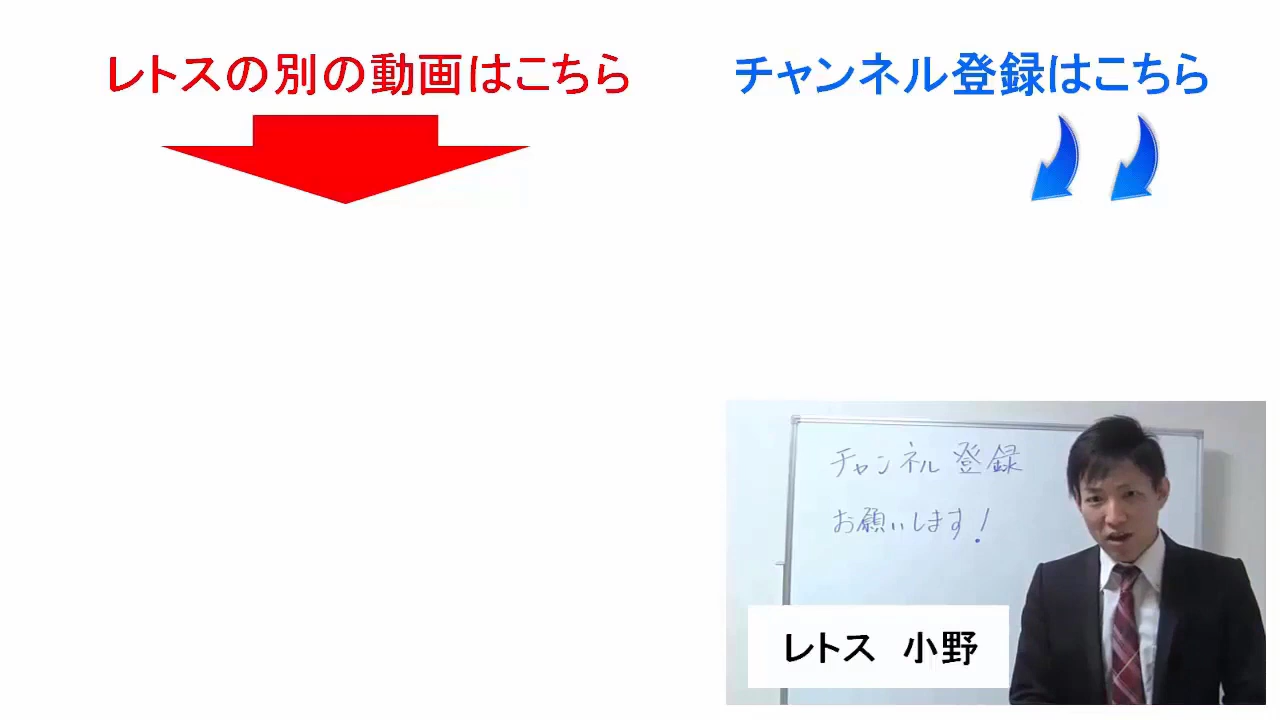 レトスの別の動画はこちら
チャンネル登録はこちら
チャンネル登録
お願いします!
レトス 小野